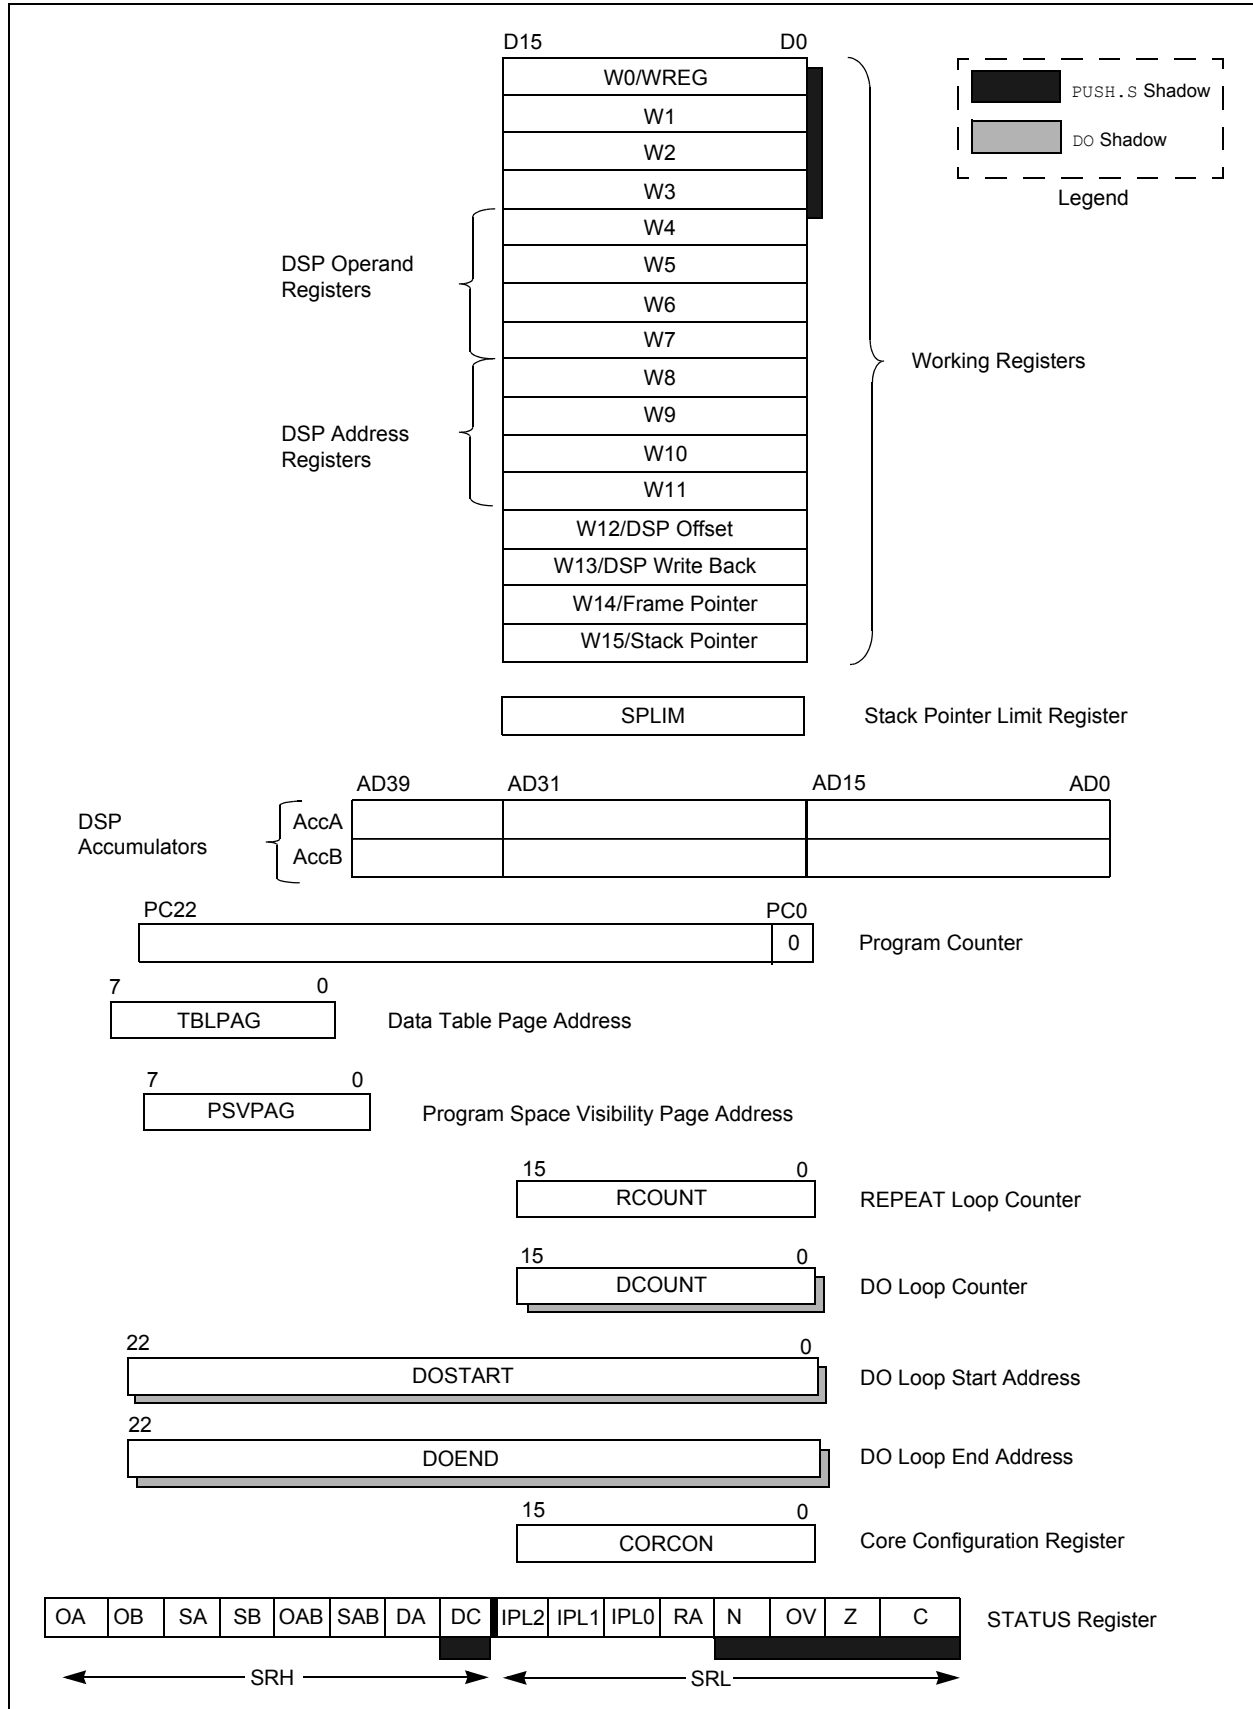 D15 D0
W0/WREG
W1
W2
W3
W4
W5
W6
W7
W8
W9
W10
W11
W12/DSP Offset
W13/DSP Write Back
W14/Frame Pointer
W15/Stack Pointer
PUSH.S Shadow
DO Shadow
Legend
DSP Operand
Registers
DSP Address
Registers
Working Registers
SPLIM Stack Pointer Limit Register
AD39 AD31 AD15 AD0
DSP
Accumulators
AccA
AccB
PC22 PC0
0 Program Counter
7 0
TBLPAG Data Table Page Address
7 0
PSVPAG Program Space Visibility Page Address
15 0
RCOUNT REPEAT Loop Counter
15 0
DCOUNT DO Loop Counter
22 0
DOSTART DO Loop Start Address
22
DOEND DO Loop End Address
15 0
CORCON Core Configuration Register
OA OB SA SB OAB SAB DA DC IPL2 IPL1 IPL0 RA N OV Z C STATUS Register
SRH SRL